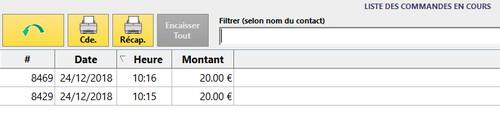 LISTE DES COMMANDES EN COURS
Cde.
Récap.
Encaisser
Tout
Filtrer (selon nom du contact)
# Date Heure Montant
8469 24/12/2018 10:16 20.00 €
8429 24/12/2018 10:15 20.00 €